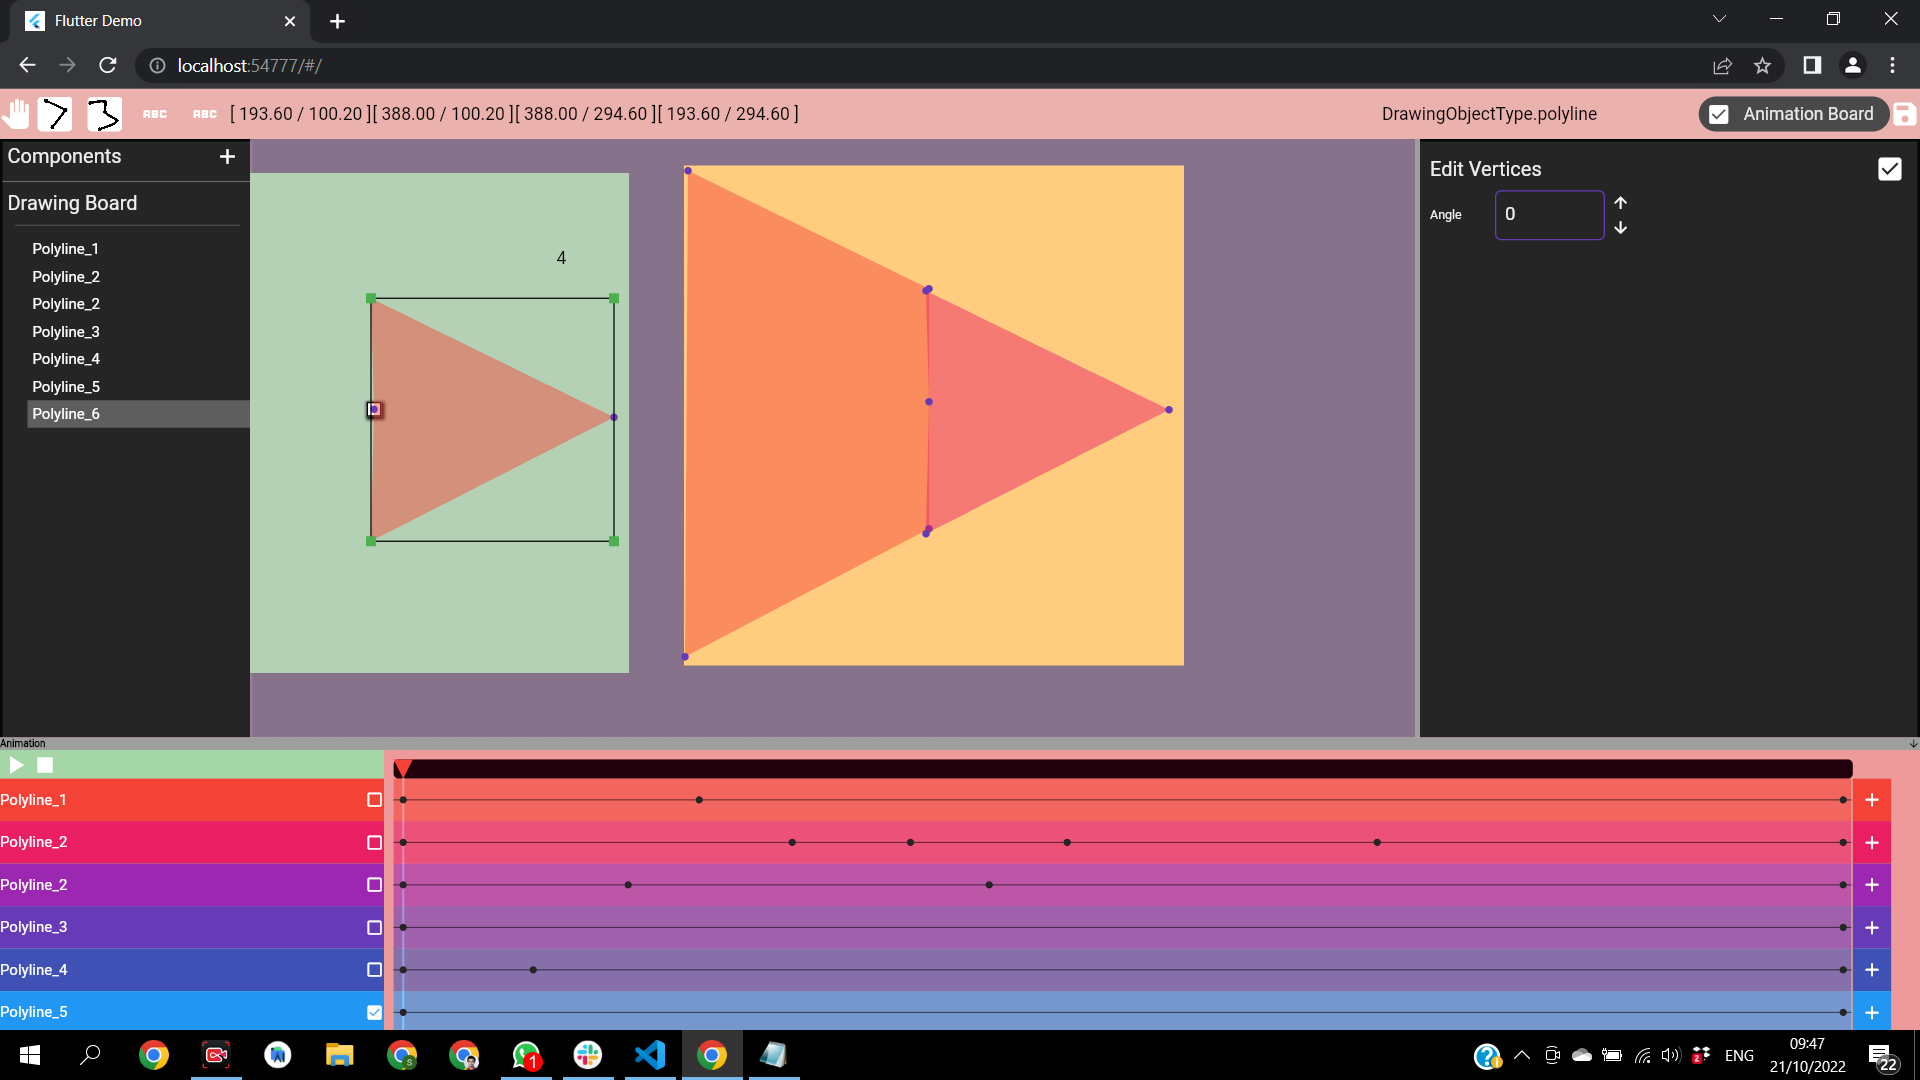 Flutter Demo
localhost:54777/#/
ABC ABC [ 193.60 / 100.20 ][ 388.00 / 100.20 ][ 388.00 / 294.60 ][ 193.60 / 294.60 ] DrawingObjectType.polyline Animation Board
Components
Drawing Board
Polyline_1
Polyline_2
Polyline_2
Polyline_3
Polyline_4
Polyline_5
Polyline_6
4
Edit Vertices
Angle 0
Animation
Polyline_1
Polyline_2
Polyline_2
Polyline_3
Polyline_4
Polyline_5
1
S
2
ENG
09:47
21/10/2022
22